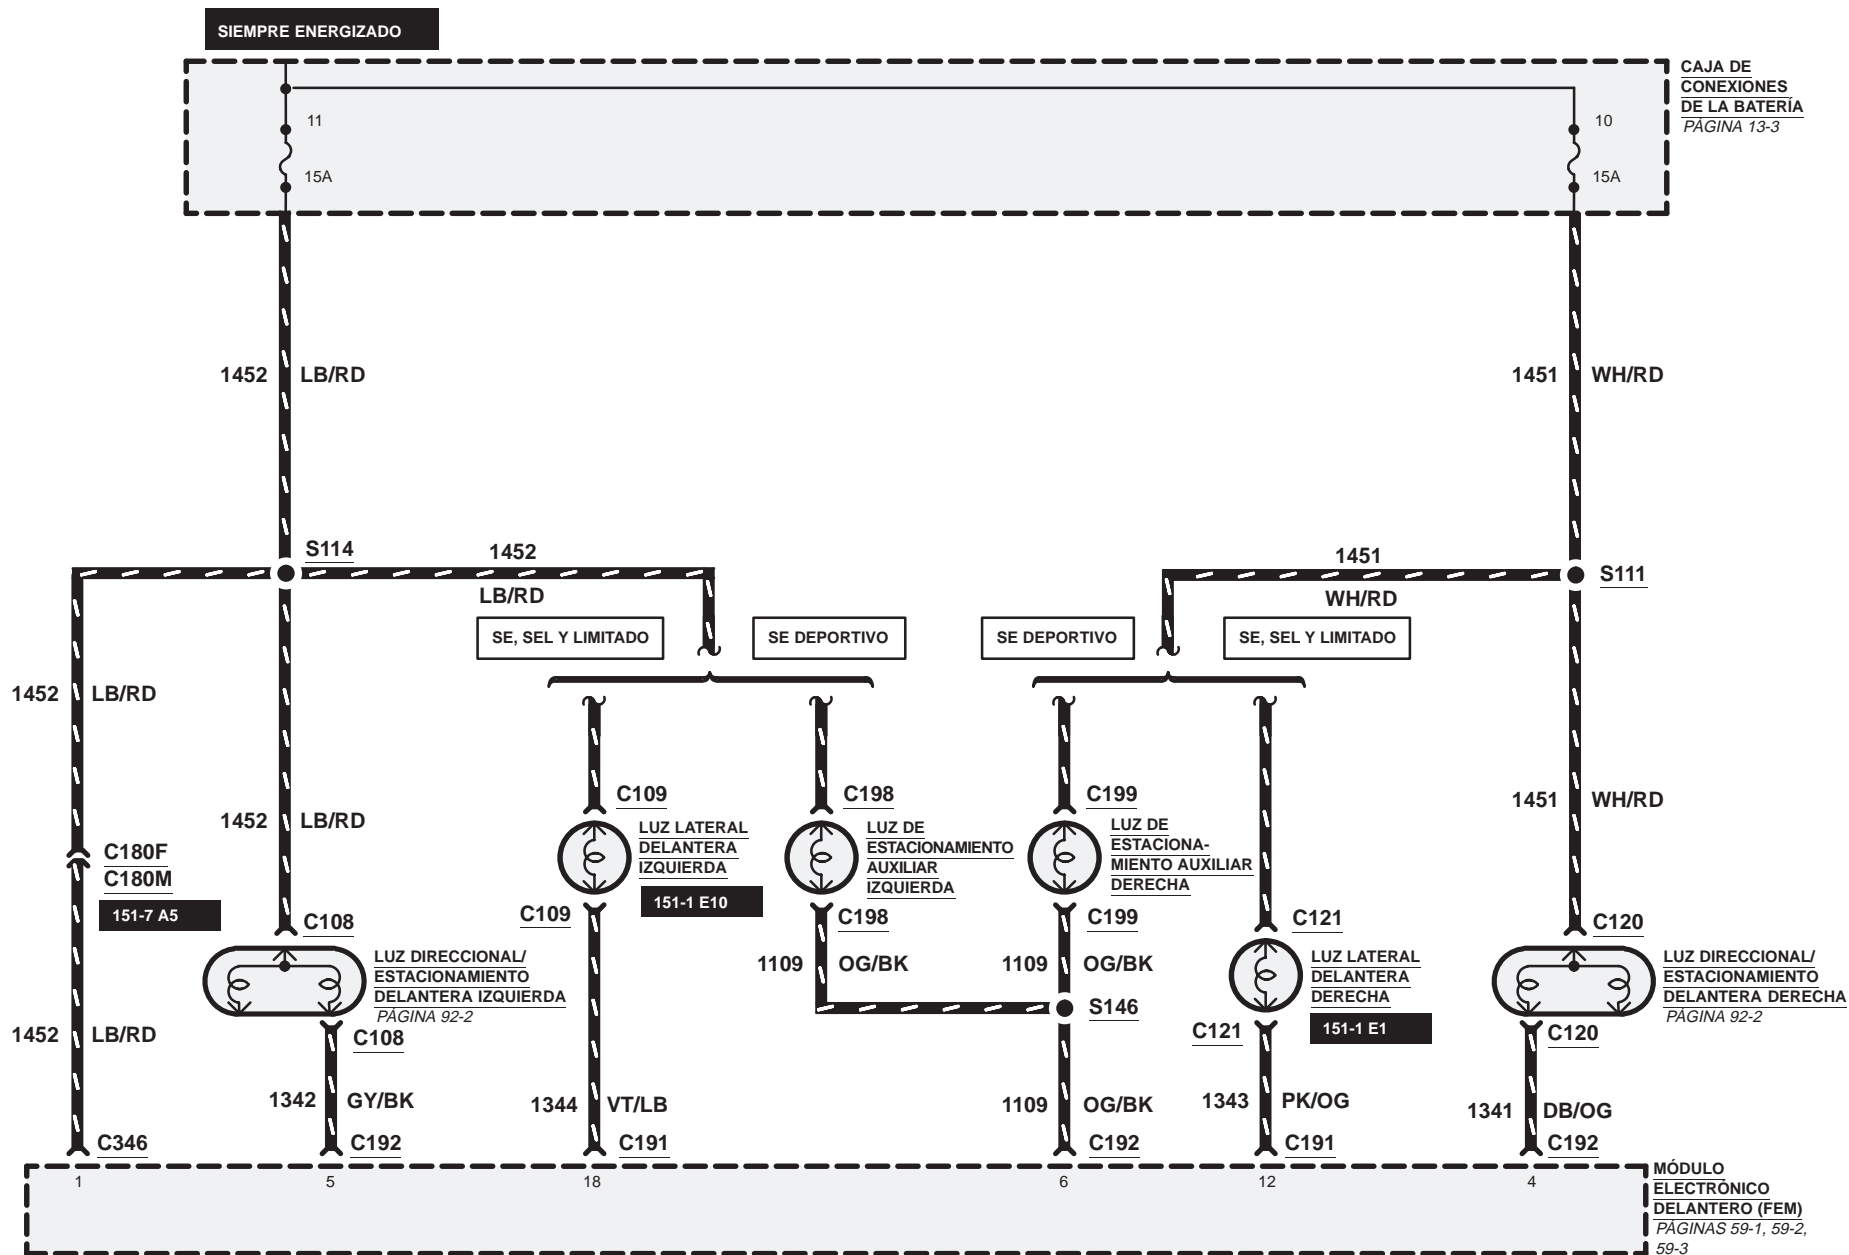 SIEMPRE ENERGIZADO
CAJA DE
CONEXIONES
DE LA BATERÍA
PÁGINA 13-3
11
15A
10
15A
1452
LB/RD
1451
WH/RD
S114
1452
LB/RD
1451
WH/RD
S111
SE, SEL Y LIMITADO
SE DEPORTIVO
SE DEPORTIVO
SE, SEL Y LIMITADO
1452
LB/RD
1452
LB/RD
C109
C198
C199
1451
WH/RD
C180F
C180M
151-7 A5
LUZ LATERAL
DELANTERA
IZQUIERDA
151-1 E10
LUZ DE
ESTACIONAMIENTO
AUXILIAR
IZQUIERDA
LUZ DE
ESTACIONA-
MIENTO AUXILIAR
DERECHA
C108
C109
C198
C199
C121
C120
LUZ DIRECCIONAL/
ESTACIONAMIENTO
DELANTERA IZQUIERDA
PÁGINA 92-2
1109
OG/BK
1109
OG/BK
LUZ LATERAL
DELANTERA
DERECHA
151-1 E1
LUZ DIRECCIONAL/
ESTACIONAMIENTO
DELANTERA DERECHA
PÁGINA 92-2
S146
1452
LB/RD
C108
C121
C120
1342
GY/BK
1344
VT/LB
1109
OG/BK
1343
PK/OG
1341
DB/OG
C346
C192
C191
C192
C191
C192
1
5
18
6
12
4
MÓDULO
ELECTRÓNICO
DELANTERO (FEM)
PÁGINAS 59-1, 59-2,
59-3